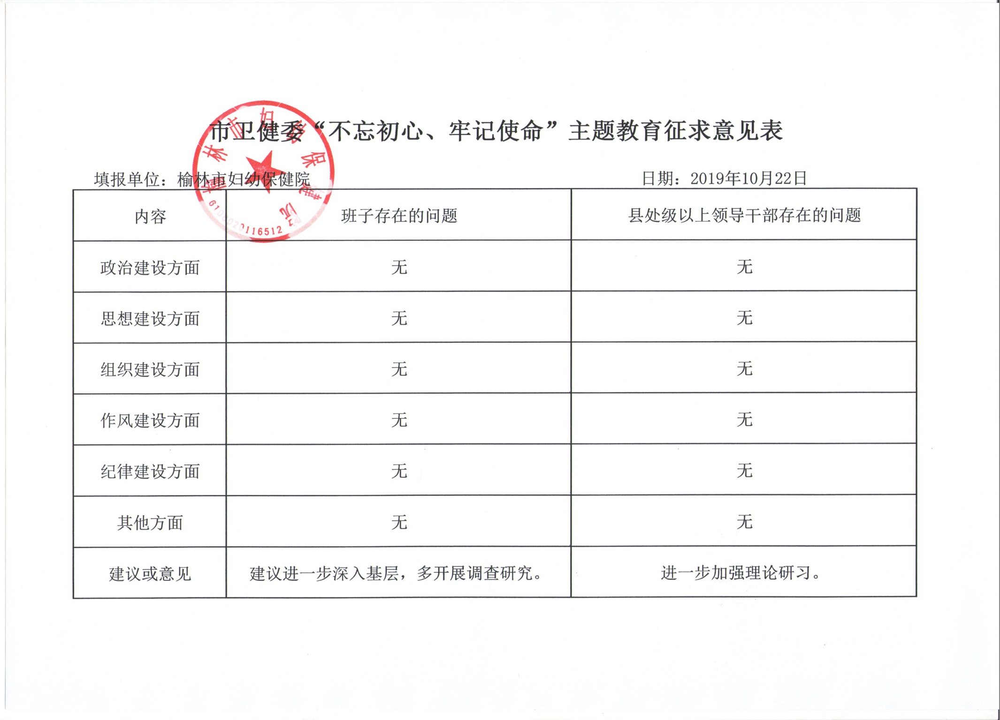 市卫健委“不忘初心、牢记使命”主题教育征求意见表
填报单位：榆林市妇幼保健院 日期：2019年10月22日
榆林市妇幼保健院
内容 班子存在的问题 县处级以上领导干部存在的问题
政治建设方面 无 无
思想建设方面 无 无
组织建设方面 无 无
作风建设方面 无 无
纪律建设方面 无 无
其他方面 无 无
建议或意见 建议进一步深入基层，多开展调查研究。 进一步加强理论研习。